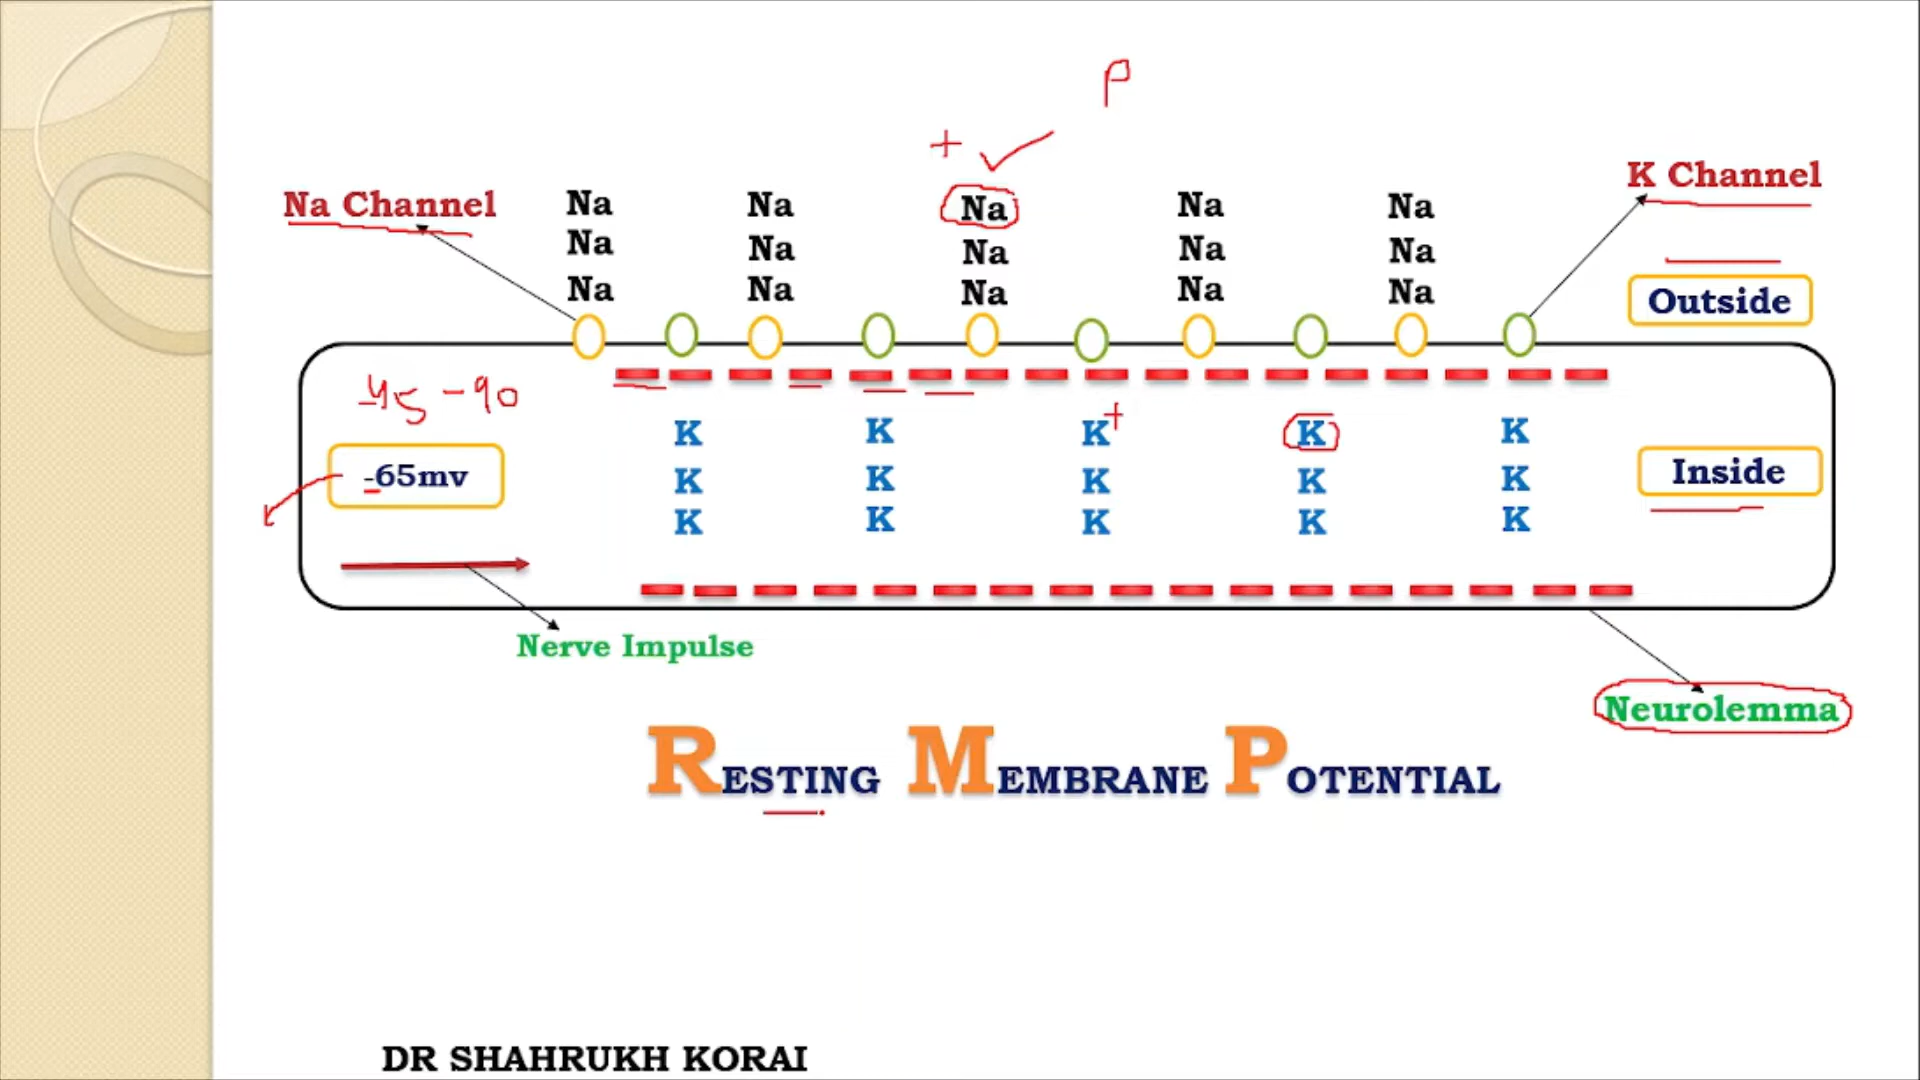 P
+
K Channel
Na Channel
Na Na Na Na Na
Na Na Na Na Na
Na Na Na Na Na
Outside
45 -90
K K K+ K K
-65mv
K K K K K
Inside
K K K K K
Nerve Impulse
Neurolemma
RESTING MEMBRANE POTENTIAL
DR SHAHRUKH KORAI